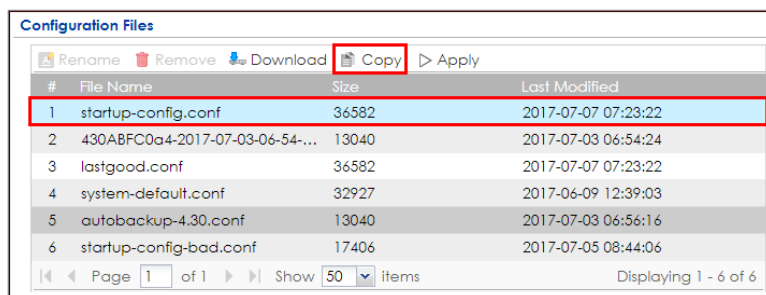 Configuration Files
Rename Remove Download Copy Apply
# File Name Size Last Modified
1 startup-config.conf 36582 2017-07-07 07:23:22
2 430ABFC0a4-2017-07-03-06-54-... 13040 2017-07-03 06:54:24
3 lastgood.conf 36582 2017-07-07 07:23:22
4 system-default.conf 32927 2017-06-09 12:39:03
5 autobackup-4.30.conf 13040 2017-07-03 06:56:16
6 startup-config-bad.conf 17406 2017-07-05 08:44:06
Page 1 of 1 Show 50 items Displaying 1 - 6 of 6